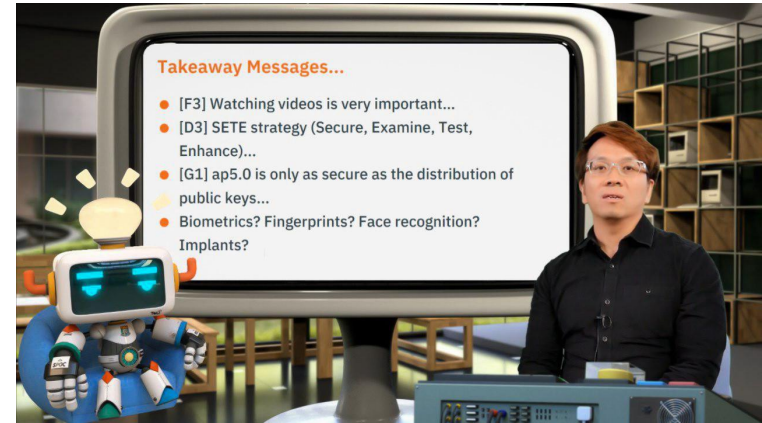 Takeaway Messages...
● [F3] Watching videos is very important...
● [D3] SETE strategy (Secure, Examine, Test,
Enhance)...
● [G1] ap5.0 is only as secure as the distribution of
public keys...
● Biometrics? Fingerprints? Face recognition?
Implants?